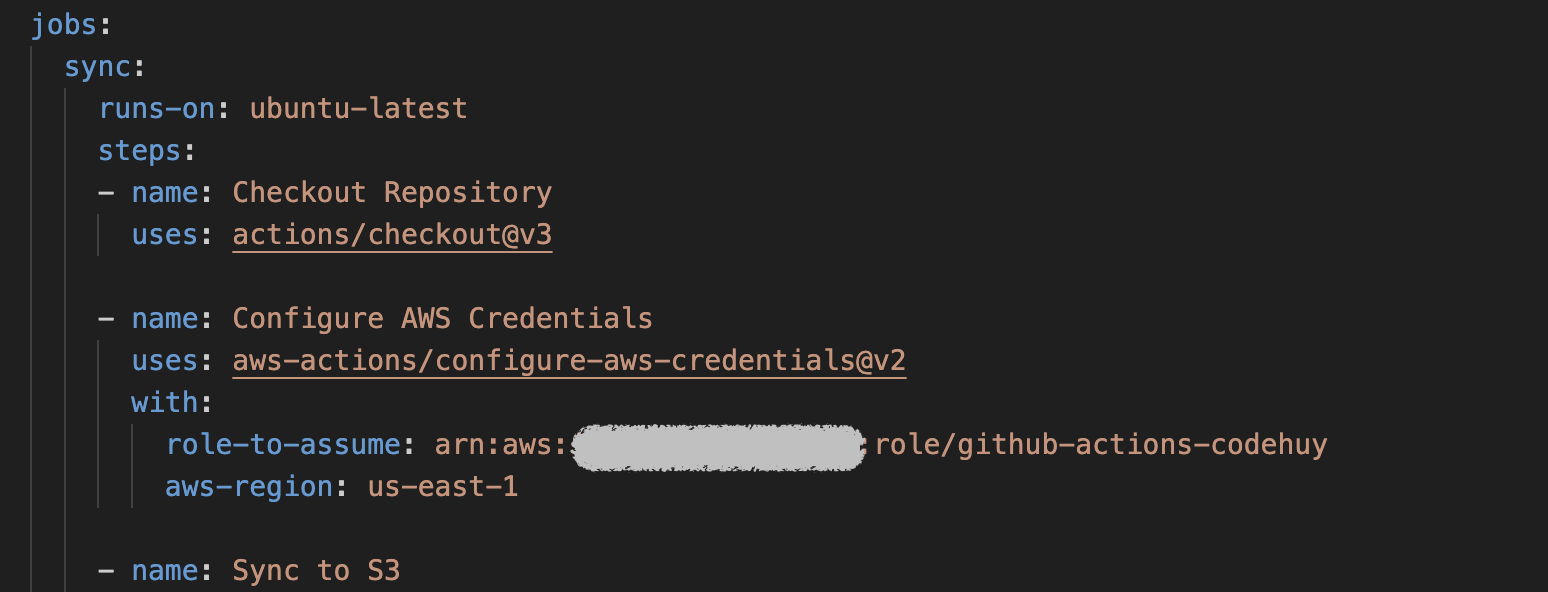 jobs:
sync:
runs-on: ubuntu-latest
steps:
- name: Checkout Repository
uses: actions/checkout@v3
- name: Configure AWS Credentials
uses: aws-actions/configure-aws-credentials@v2
with:
role-to-assume: arn:aws: role/github-actions-codehuy
aws-region: us-east-1
- name: Sync to S3